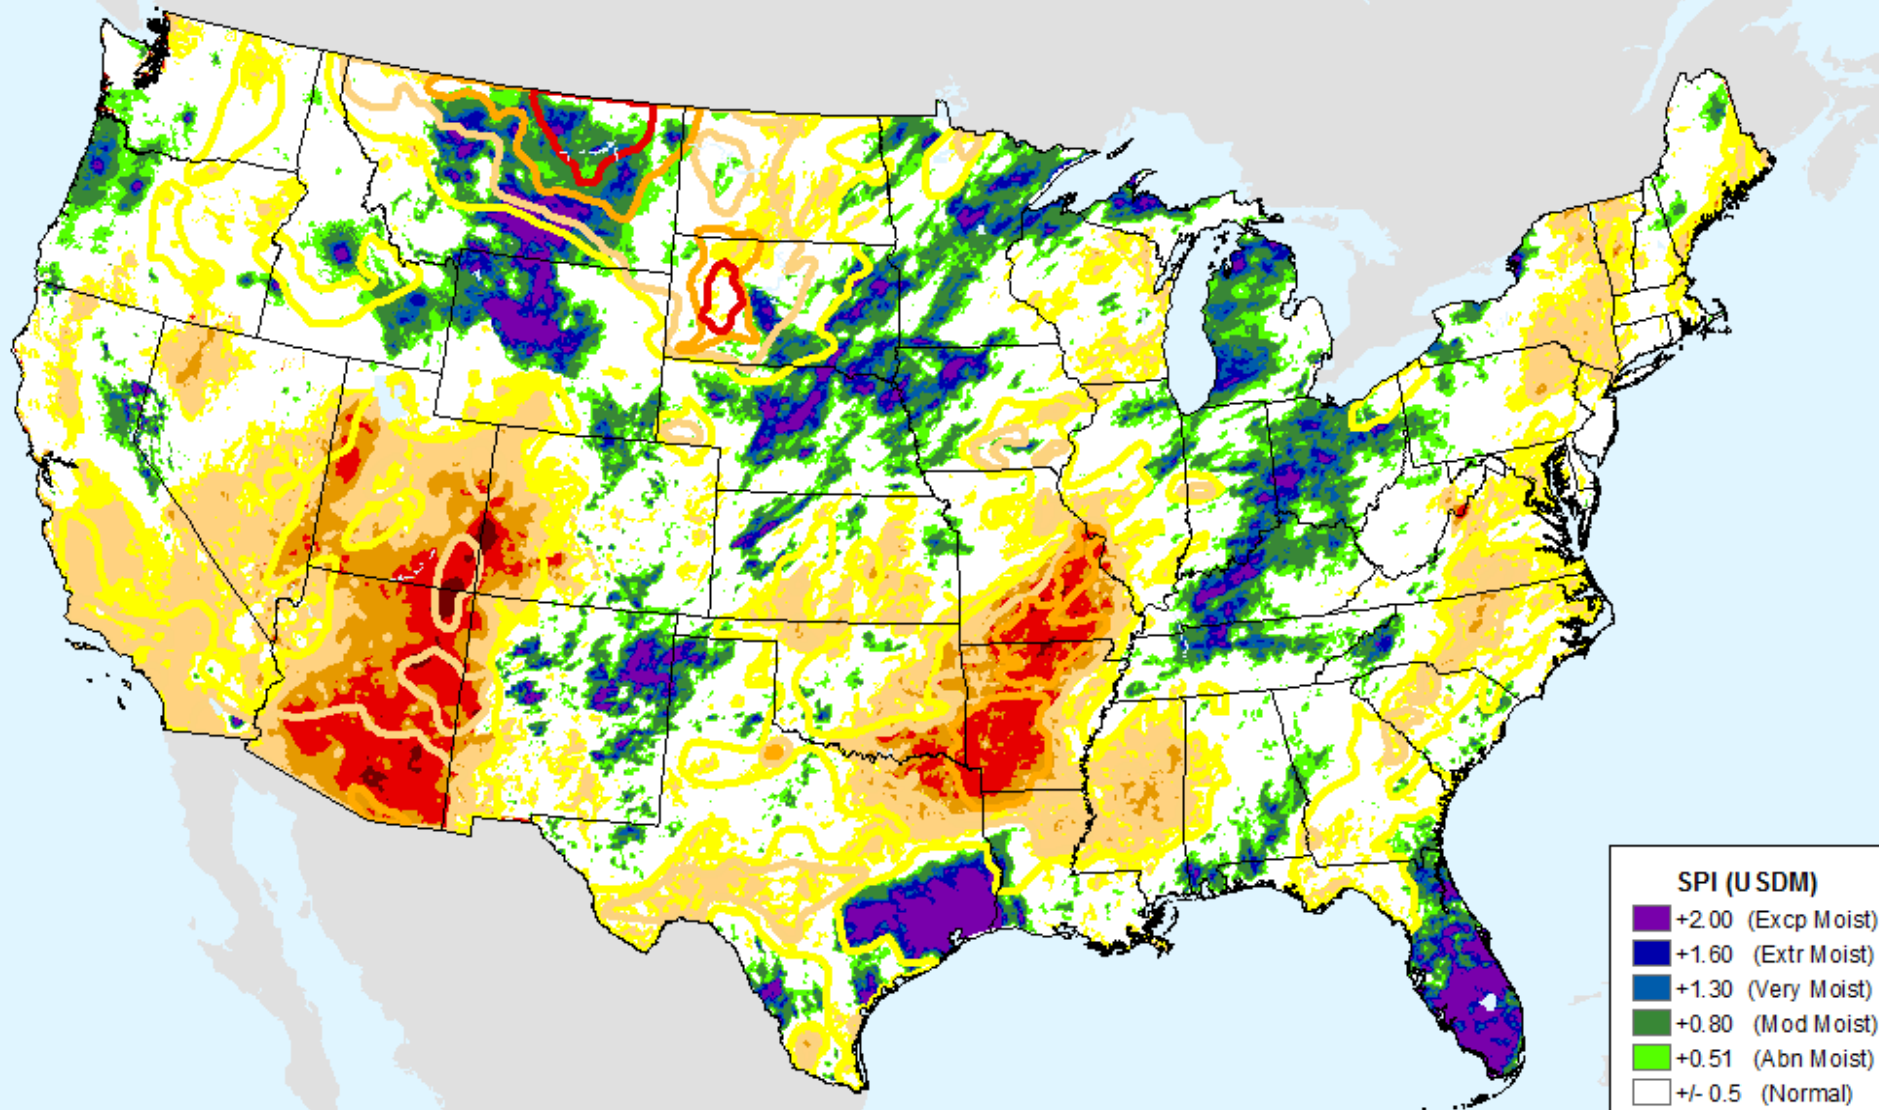 SPI (USDM)
+2.00 (Excp Moist)
+1.60 (Extr Moist)
+1.30 (Very Moist)
+0.80 (Mod Moist)
+0.51 (Abn Moist)
+/- 0.5 (Normal)